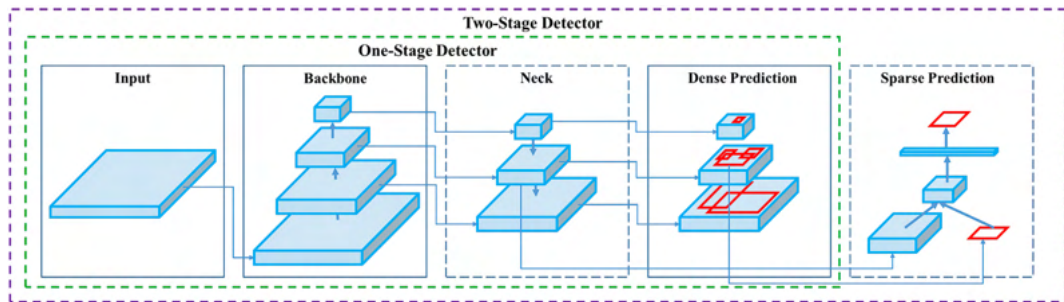 Two-Stage Detector
One-Stage Detector
Input
Backbone
Neck
Dense Prediction
Sparse Prediction